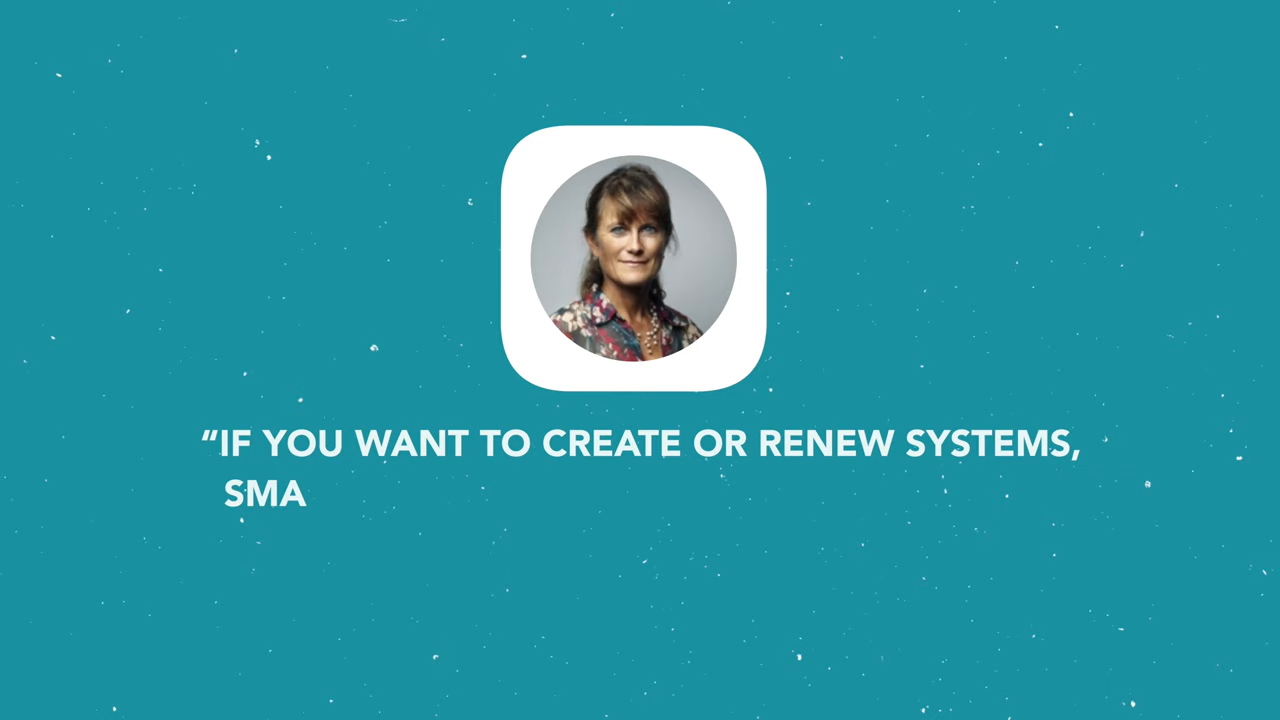 “IF YOU WANT TO CREATE OR RENEW SYSTEMS,
SMA